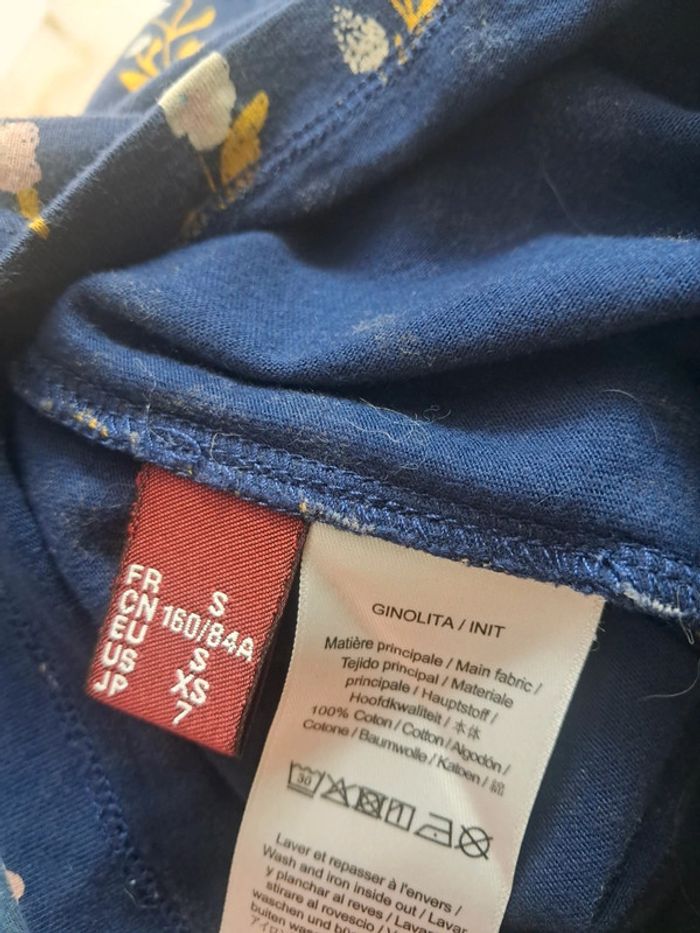 FR S
CN 160/84A
EU S
US XS
JP 7
GINOLITA / INIT
Matière principale / Main fabric /
Tejido principal / Materiale
principale / Hauptstoff /
Hoofdkwaliteit / 本体
100% Coton / Cotton / Algodón /
Cotone / Baumwolle / Katoen / 綿
30
Laver et repasser à l'envers /
Wash and iron inside out / Lavar
y planchar al reves / Lavare
stirare al rovescio /
waschen und
buiten